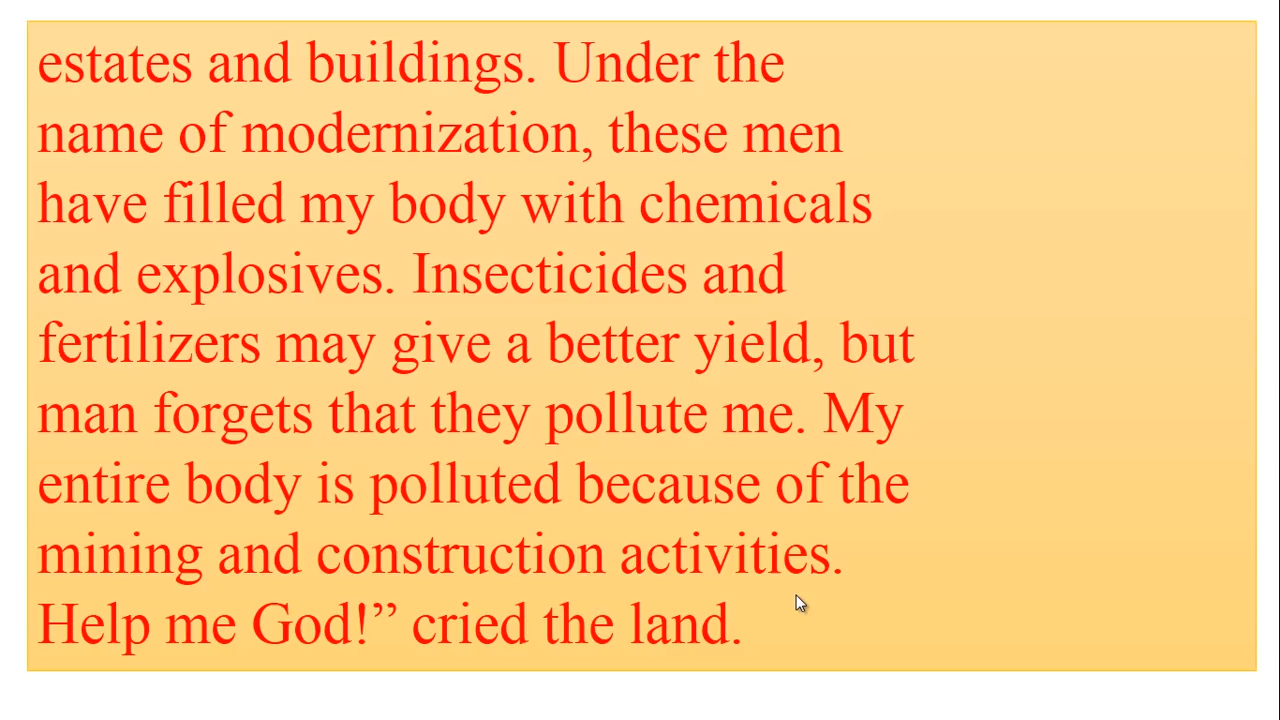 estates and buildings. Under the
name of modernization, these men
have filled my body with chemicals
and explosives. Insecticides and
fertilizers may give a better yield, but
man forgets that they pollute me. My
entire body is polluted because of the
mining and construction activities.
Help me God!” cried the land.